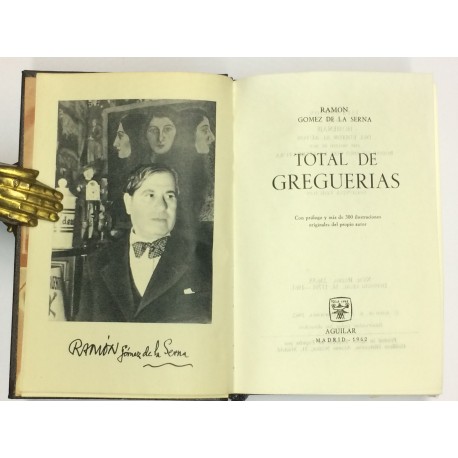 RAMÓN Gómez de la Serna
RAMON
GOMEZ DE LA SERNA
TOTAL DE
GREGUERIAS
Con prólogo y más de 300 ilustraciones
originales del propio autor
AGUILAR
MADRID - 1962